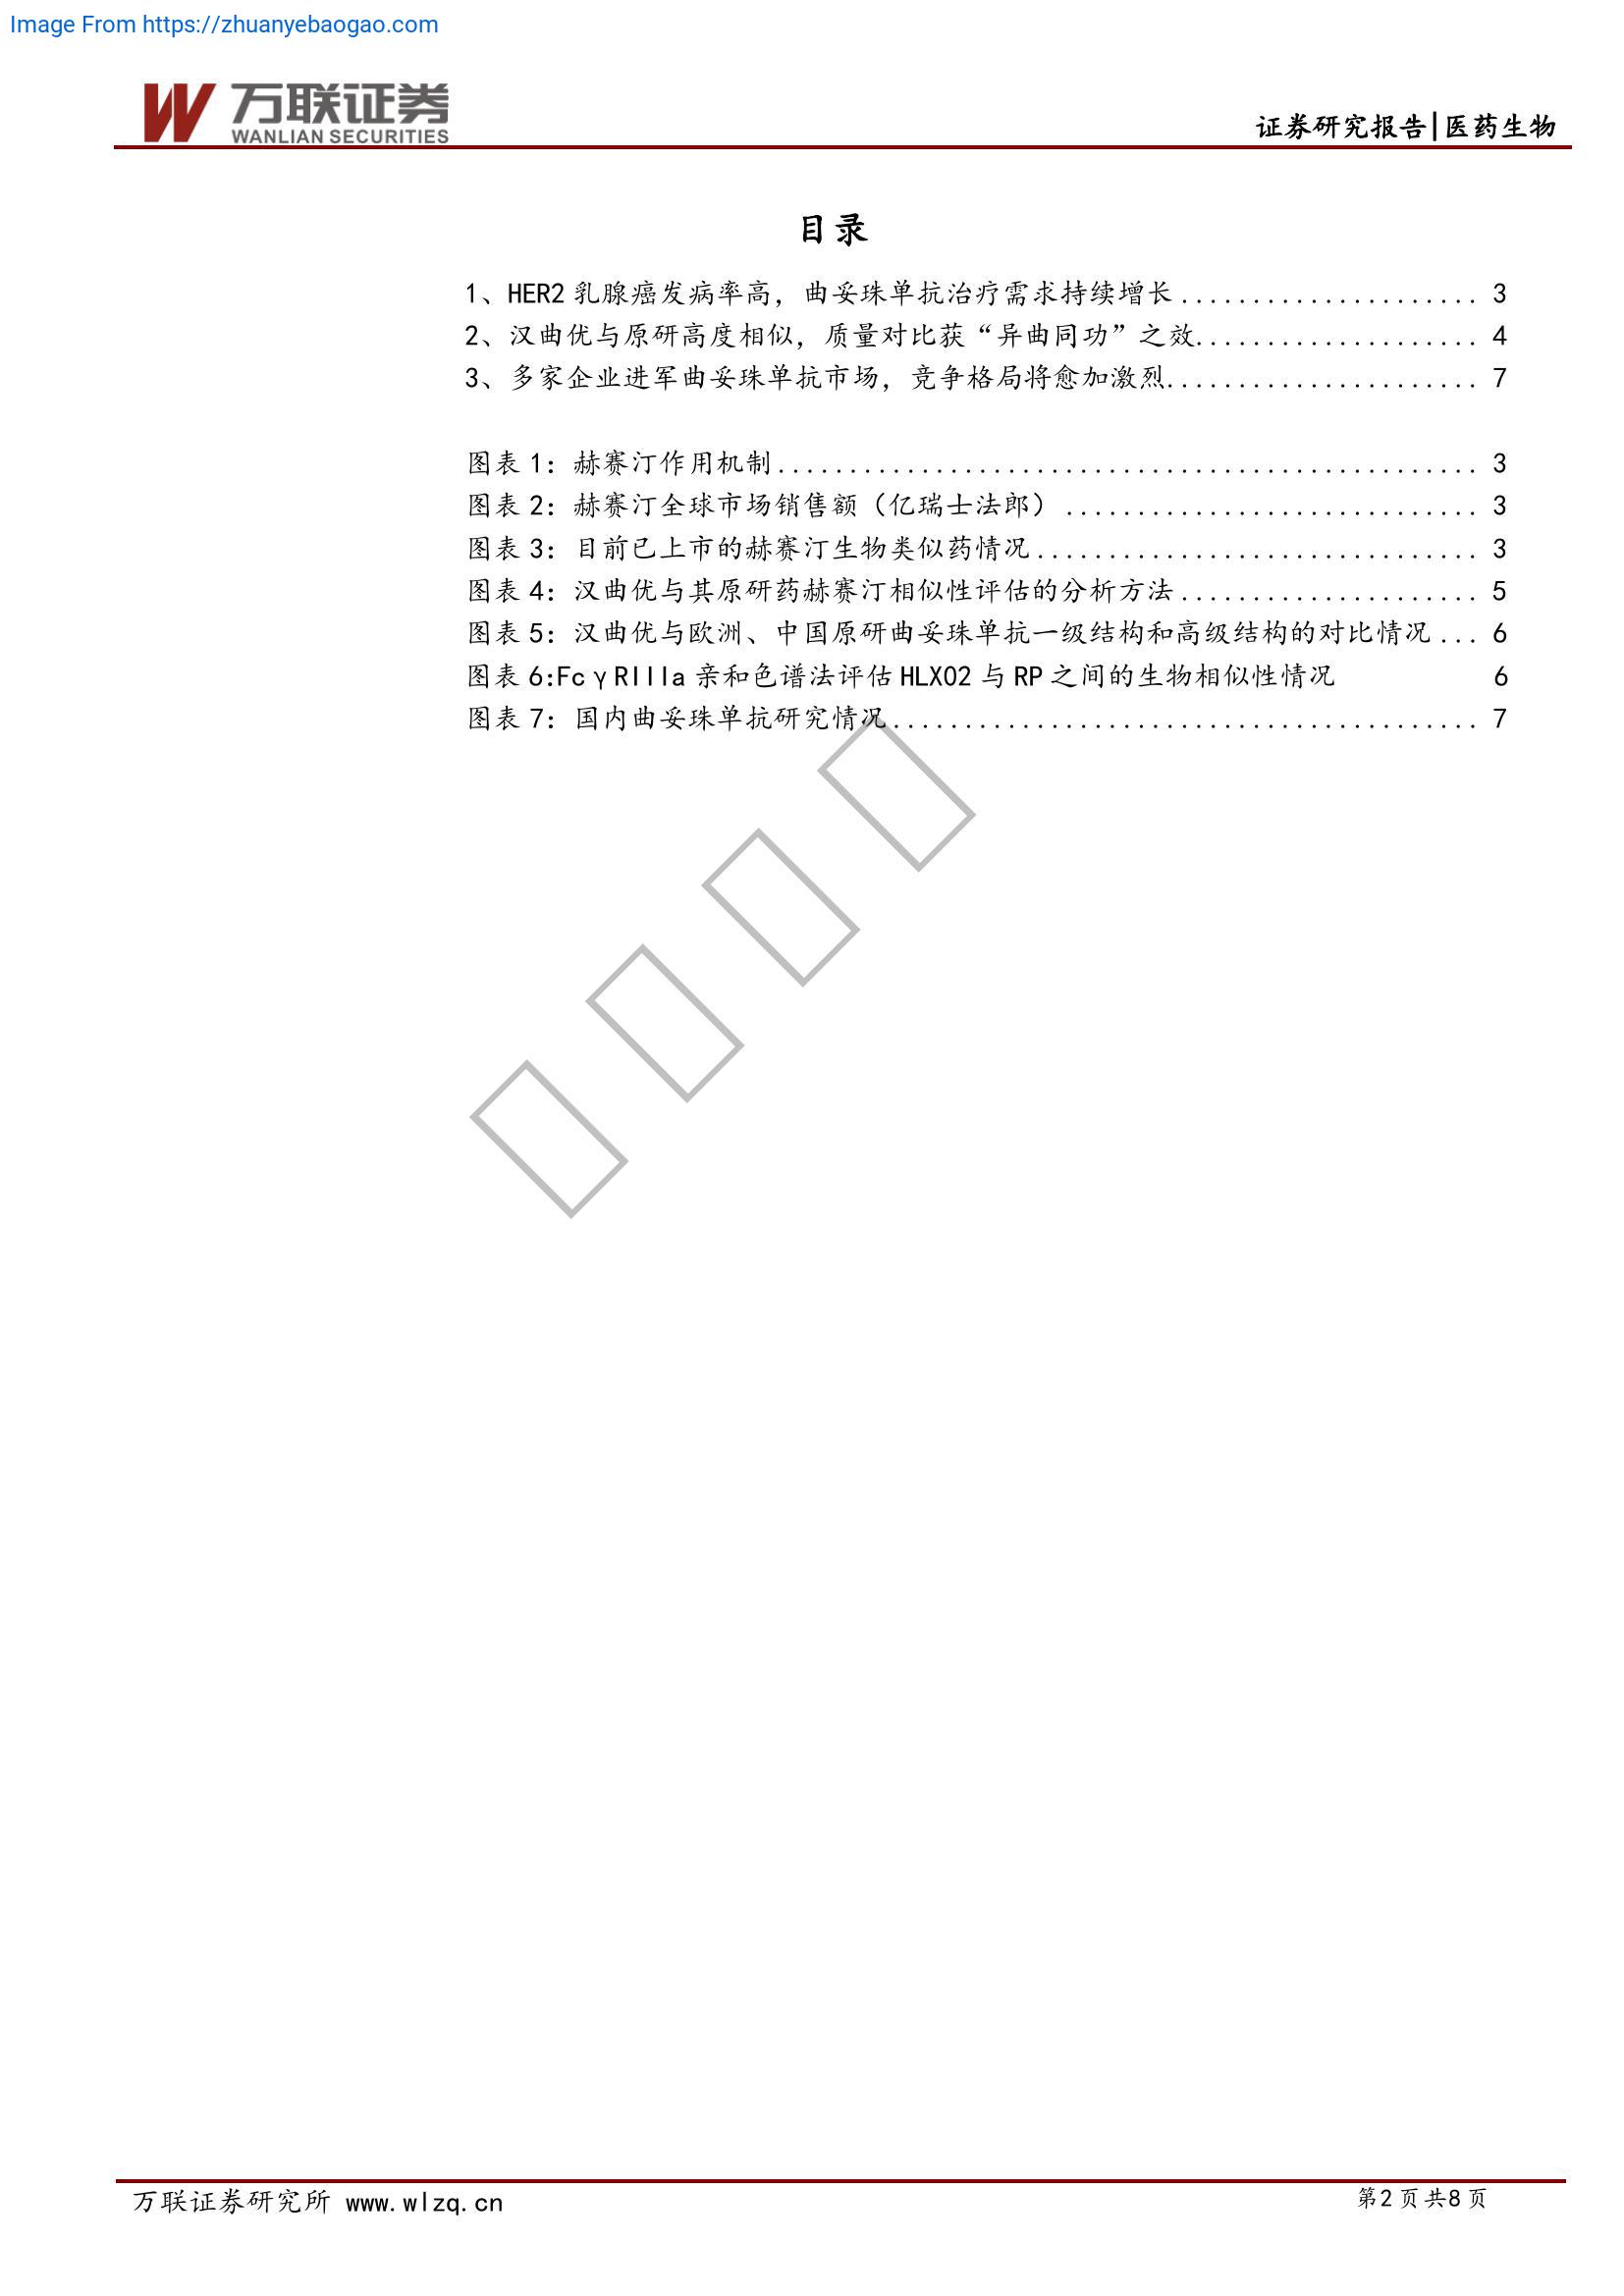 Image From https://zhuanyebaogao.com
万联证券
WANLIAN SECURITIES
证券研究报告|医药生物
目录
1、HER2 乳腺癌发病率高，曲妥珠单抗治疗需求持续增长..................... 3
2、汉曲优与原研高度相似，质量对比获“异曲同功”之效.................... 4
3、多家企业进军曲妥珠单抗市场，竞争格局将愈加激烈...................... 7
图表 1：赫赛汀作用机制................................................. 3
图表 2：赫赛汀全球市场销售额（亿瑞士法郎）............................. 3
图表 3：目前已上市的赫赛汀生物类似药情况............................... 3
图表 4：汉曲优与其原研药赫赛汀相似性评估的分析方法..................... 5
图表 5：汉曲优与欧洲、中国原研曲妥珠单抗一级结构和高级结构的对比情况... 6
图表 6:FcγRIIIa 亲和色谱法评估 HLX02 与 RP 之间的生物相似性情况 6
图表 7：国内曲妥珠单抗研究情况......................................... 7
万联证券研究所 www.wlzq.cn
第2 页 共8 页